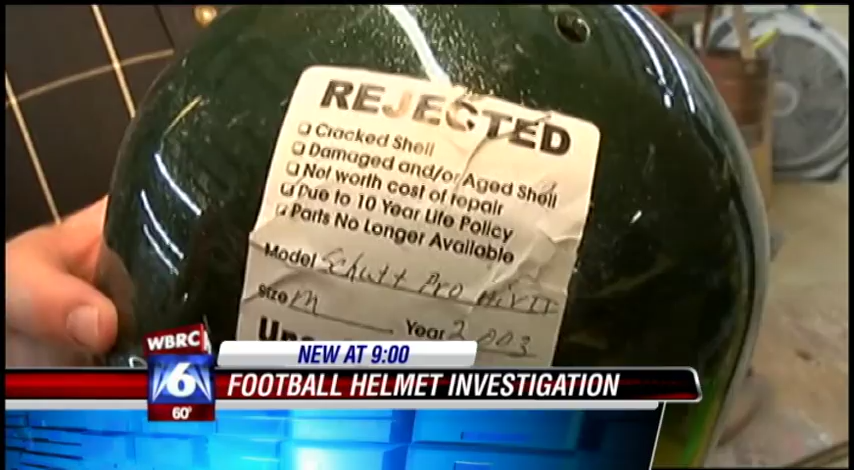 REJECTED
Cracked Shell
Damaged and/or Aged Shell
Not worth cost of repair
Due to 10 Year Life Policy
Parts No Longer Available
Model Schutt Pro
Size M Year 2003
WBRC
6
60°
NEW AT 9:00
FOOTBALL HELMET INVESTIGATION